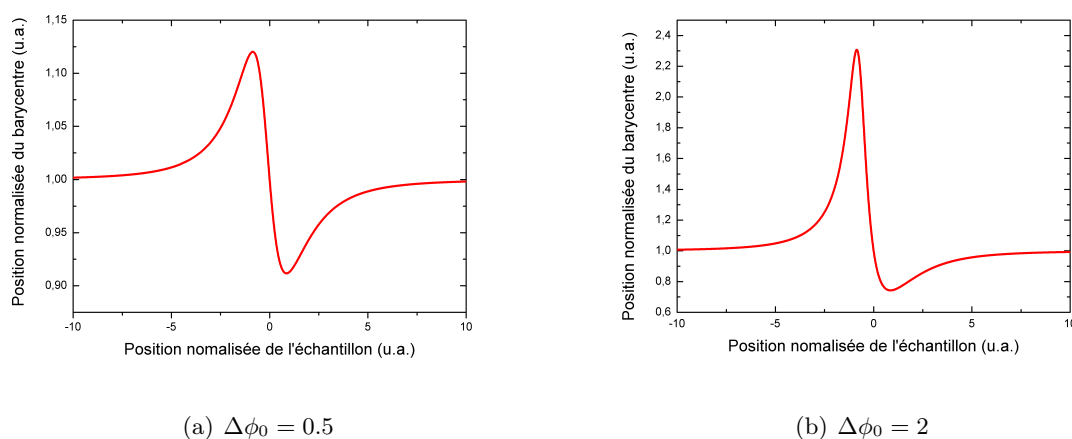 Position normalisée du barycentre (u.a.)
1,15
1,10
1,05
1,00
0,95
0,90
-10 -5 0 5 10
Position nomalisée de l'échantillon (u.a.)
(a) Δϕ₀ = 0.5
Position normalisée du barycentre (u.a.)
2,4
2,2
2,0
1,8
1,6
1,4
1,2
1,0
0,8
0,6
-10 -5 0 5 10
Position nomalisée de l'échantillon (u.a.)
(b) Δϕ₀ = 2